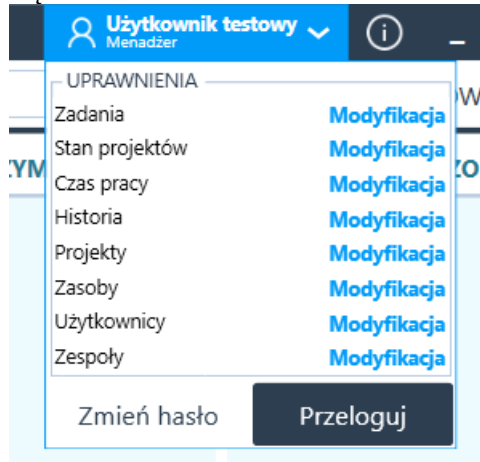 Użytkownik testowy
Menadżer
UPRAWNIENIA
Zadania Modyfikacja
Stan projektów Modyfikacja
Czas pracy Modyfikacja
Historia Modyfikacja
Projekty Modyfikacja
Zasoby Modyfikacja
Użytkownicy Modyfikacja
Zespoły Modyfikacja
Zmień hasło Przeloguj